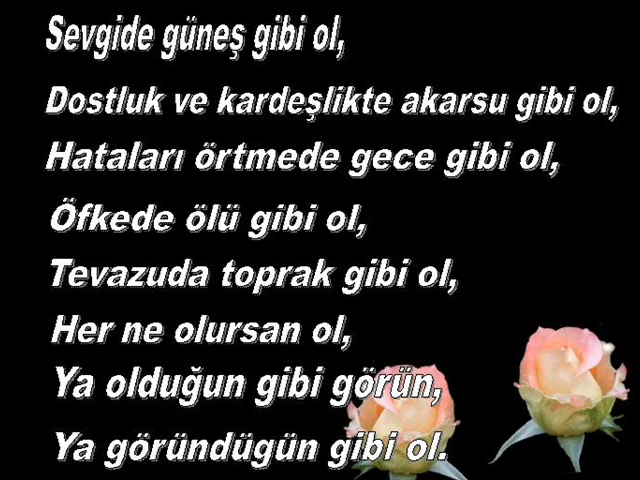 Sevgide güneş gibi ol,
Dostluk ve kardeşlikte akarsu gibi ol,
Hataları örtmede gece gibi ol,
Öfkede ölü gibi ol,
Tevazuda toprak gibi ol,
Her ne olursan ol,
Ya olduğun gibi görün,
Ya göründügün gibi ol.